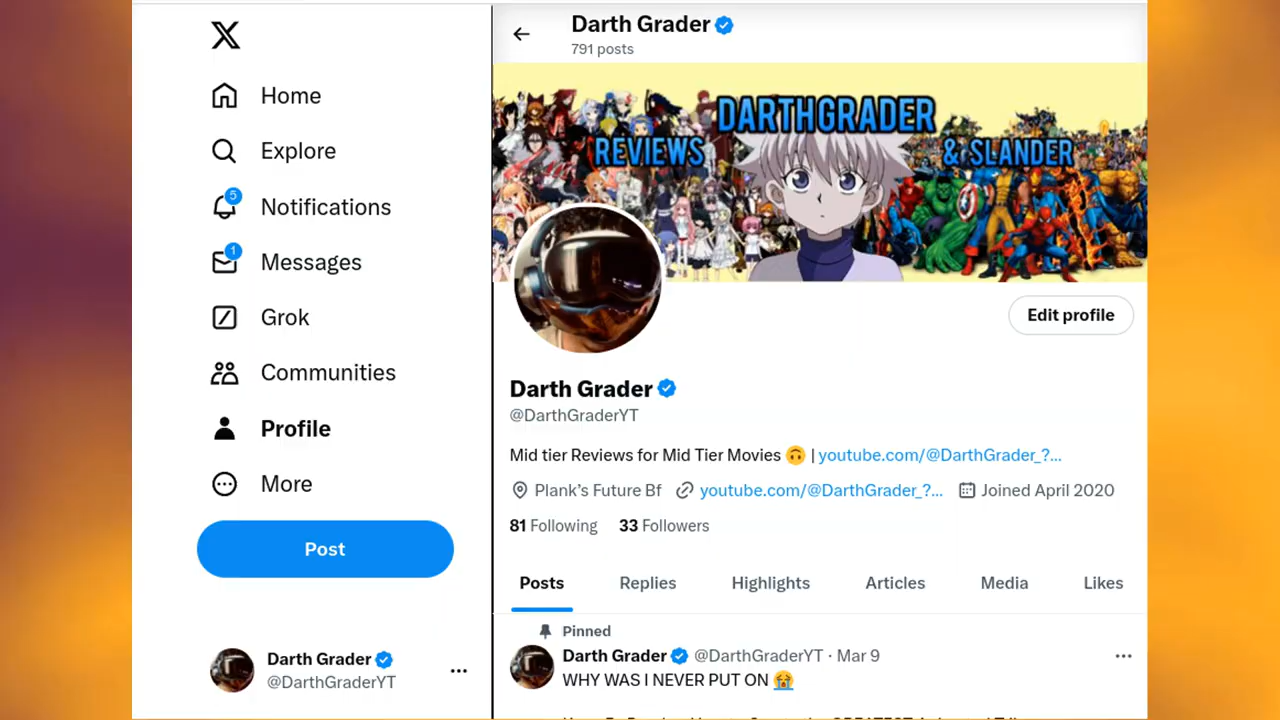 Home
Explore
5
Notifications
1
Messages
Grok
Communities
Profile
More
Post
Darth Grader
@DarthGraderYT
Darth Grader
791 posts
DARTHGRADER
REVIEWS & SLANDER
Edit profile
Darth Grader
@DarthGraderYT
Mid tier Reviews for Mid Tier Movies 🙃 | youtube.com/@DarthGrader_?...
Plank's Future Bf youtube.com/@DarthGrader_?... Joined April 2020
81 Following 33 Followers
Posts Replies Highlights Articles Media Likes
Pinned
Darth Grader @DarthGraderYT · Mar 9
WHY WAS I NEVER PUT ON 😭